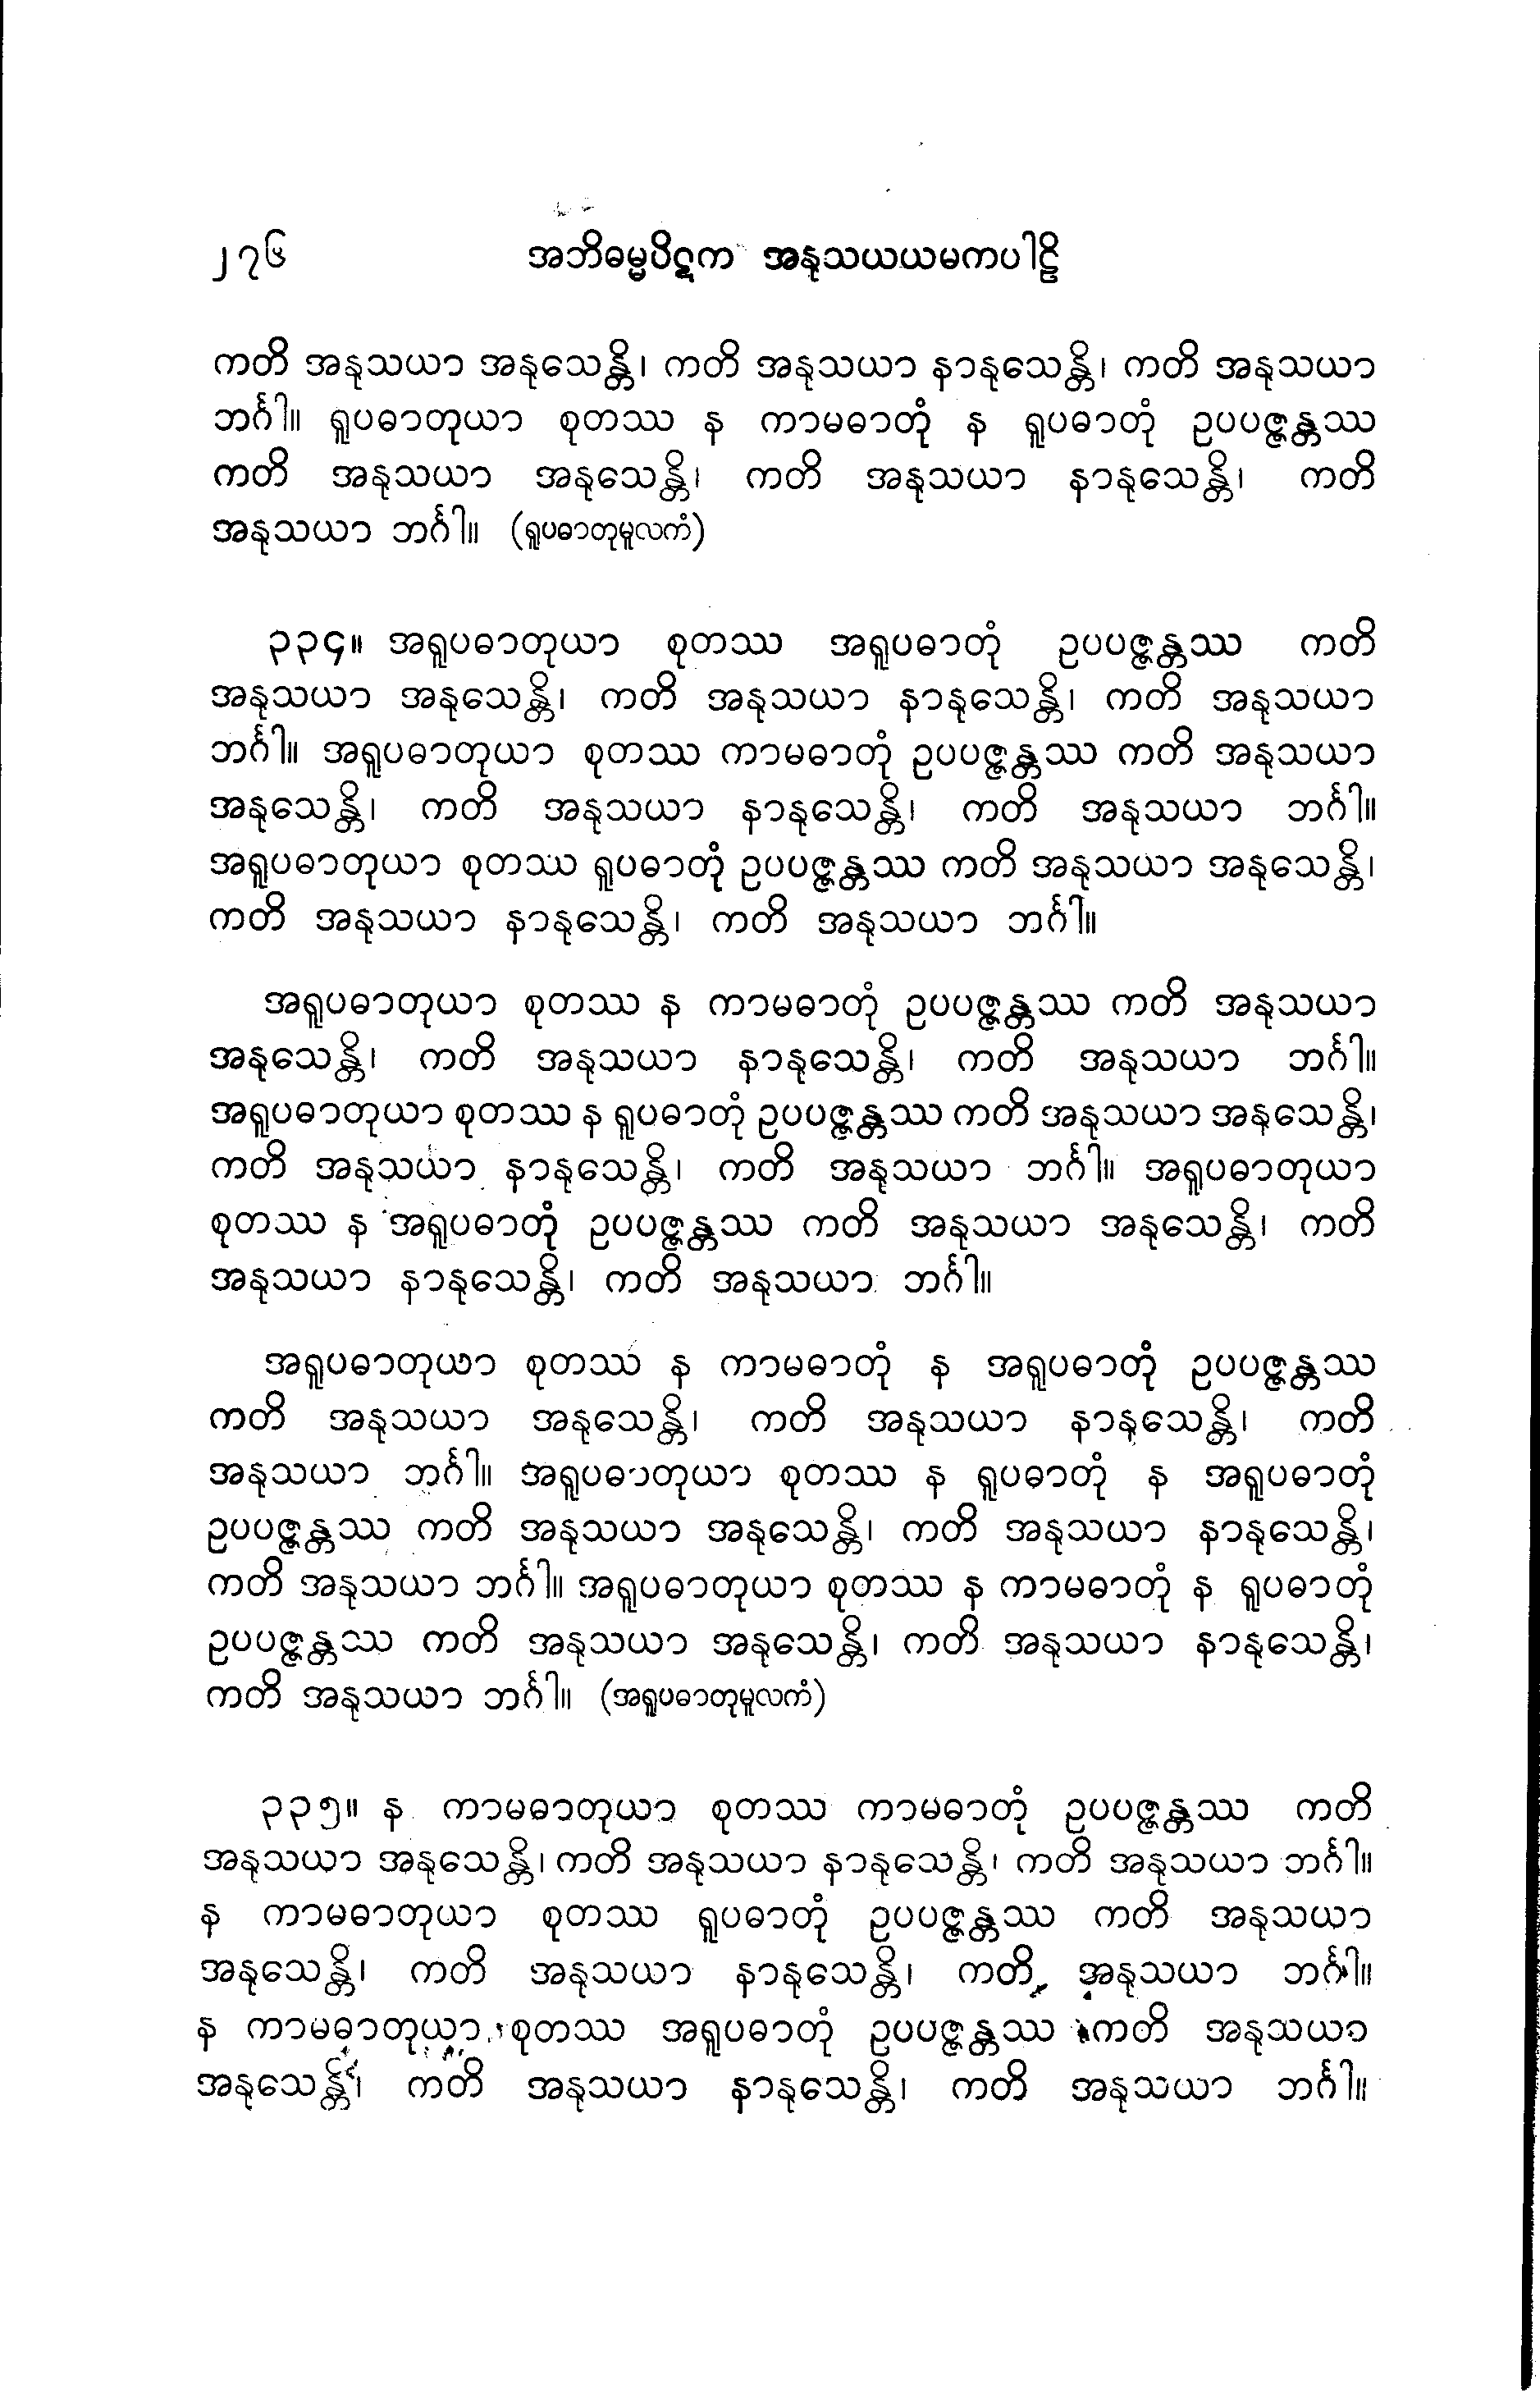 ၂၇၆ အဘိဓမ္မပိဋက အနုသယယမကပါဠိ
ကတိ အနုသယာ အနုသေန္တိ၊ ကတိ အနုသယာ နာနုသေန္တိ၊ ကတိ အနုသယာ
ဘင်္ဂါ။ ရူပဓာတုယာ စုတဿ န ကာမဓာတုံ န ရူပဓာတုံ ဥပပဇ္ဇန္တဿ
ကတိ အနုသယာ အနုသေန္တိ၊ ကတိ အနုသယာ နာနုသေန္တိ၊ ကတိ
အနုသယာ ဘင်္ဂါ။ (ရူပဓာတုမူလကံ)
၃၃၄။ အရူပဓာတုယာ စုတဿ အရူပဓာတုံ ဥပပဇ္ဇန္တဿ ကတိ
အနုသယာ အနုသေန္တိ၊ ကတိ အနုသယာ နာနုသေန္တိ၊ ကတိ အနုသယာ
ဘင်္ဂါ။ အရူပဓာတုယာ စုတဿ ကာမဓာတုံ ဥပပဇ္ဇန္တဿ ကတိ အနုသယာ
အနုသေန္တိ၊ ကတိ အနုသယာ နာနုသေန္တိ၊ ကတိ အနုသယာ ဘင်္ဂါ။
အရူပဓာတုယာ စုတဿ ရူပဓာတုံ ဥပပဇ္ဇန္တဿ ကတိ အနုသယာ အနုသေန္တိ၊
ကတိ အနုသယာ နာနုသေန္တိ၊ ကတိ အနုသယာ ဘင်္ဂါ။
အရူပဓာတုယာ စုတဿ န ကာမဓာတုံ ဥပပဇ္ဇန္တဿ ကတိ အနုသယာ
အနုသေန္တိ၊ ကတိ အနုသယာ နာနုသေန္တိ၊ ကတိ အနုသယာ ဘင်္ဂါ။
အရူပဓာတုယာ စုတဿ န ရူပဓာတုံ ဥပပဇ္ဇန္တဿ ကတိ အနုသယာ အနုသေန္တိ၊
ကတိ အနုသယာ နာနုသေန္တိ၊ ကတိ အနုသယာ ဘင်္ဂါ။ အရူပဓာတုယာ
စုတဿ န အရူပဓာတုံ ဥပပဇ္ဇန္တဿ ကတိ အနုသယာ အနုသေန္တိ၊ ကတိ
အနုသယာ နာနုသေန္တိ၊ ကတိ အနုသယာ ဘင်္ဂါ။
အရူပဓာတုယာ စုတဿ န ကာမဓာတုံ န အရူပဓာတုံ ဥပပဇ္ဇန္တဿ
ကတိ အနုသယာ အနုသေန္တိ၊ ကတိ အနုသယာ နာနုသေန္တိ၊ ကတိ
အနုသယာ ဘင်္ဂါ။ အရူပဓာတုယာ စုတဿ န ရူပဓာတုံ န အရူပဓာတုံ
ဥပပဇ္ဇန္တဿ ကတိ အနုသယာ အနုသေန္တိ၊ ကတိ အနုသယာ နာနုသေန္တိ၊
ကတိ အနုသယာ ဘင်္ဂါ။ အရူပဓာတုယာ စုတဿ န ကာမဓာတုံ န ရူပဓာတုံ
ဥပပဇ္ဇန္တဿ ကတိ အနုသယာ အနုသေန္တိ၊ ကတိ အနုသယာ နာနုသေန္တိ၊
ကတိ အနုသယာ ဘင်္ဂါ။ (အရူပဓာတုမူလကံ)
၃၃၅။ န ကာမဓာတုယာ စုတဿ ကာမဓာတုံ ဥပပဇ္ဇန္တဿ ကတိ
အနုသယာ အနုသေန္တိ၊ ကတိ အနုသယာ နာနုသေန္တိ၊ ကတိ အနုသယာ ဘင်္ဂါ။
န ကာမဓာတုယာ စုတဿ ရူပဓာတုံ ဥပပဇ္ဇန္တဿ ကတိ အနုသယာ
အနုသေန္တိ၊ ကတိ အနုသယာ နာနုသေန္တိ၊ ကတိ အနုသယာ ဘင်္ဂါ။
န ကာမဓာတုယာ စုတဿ အရူပဓာတုံ ဥပပဇ္ဇန္တဿ ကတိ အနုသယာ
အနုသေန္တိ၊ ကတိ အနုသယာ နာနုသေန္တိ၊ ကတိ အနုသယာ ဘင်္ဂါ။